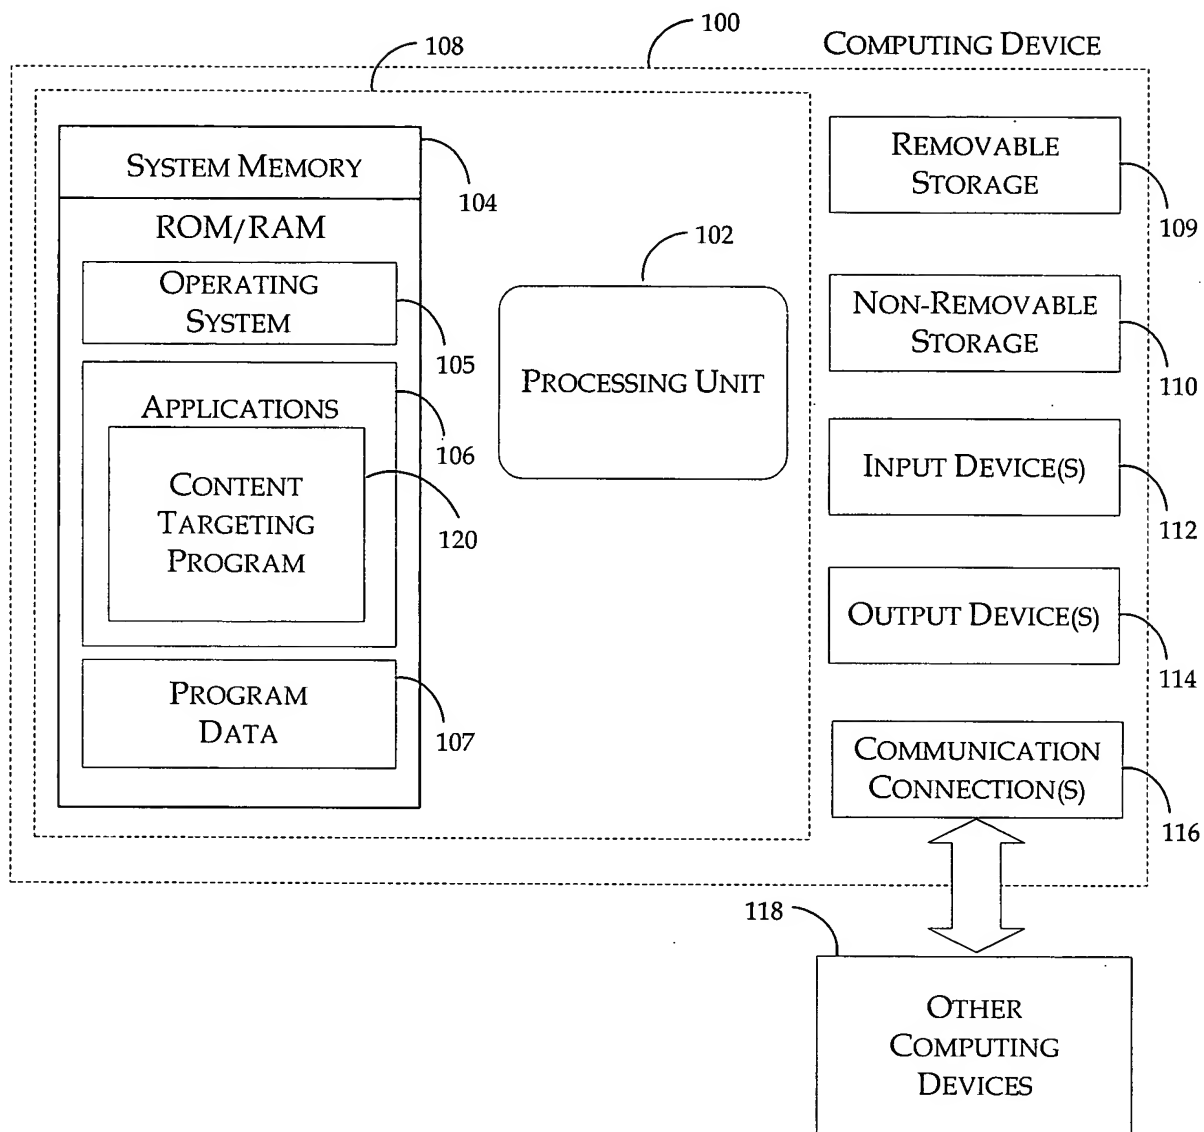 100
COMPUTING DEVICE
108
SYSTEM MEMORY
104
ROM/RAM
OPERATING
SYSTEM
105
APPLICATIONS
106
CONTENT
TARGETING
PROGRAM
120
PROGRAM
DATA
107
102
PROCESSING UNIT
REMOVABLE
STORAGE
109
NON-REMOVABLE
STORAGE
110
INPUT DEVICE(S)
112
OUTPUT DEVICE(S)
114
COMMUNICATION
CONNECTION(S)
116
118
OTHER
COMPUTING
DEVICES